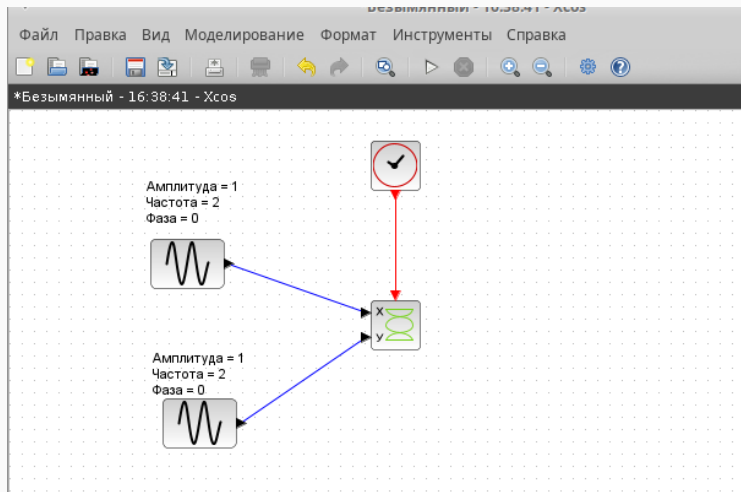 Безымянный - 16:38:41 - Xcos
Файл Правка Вид Моделирование Формат Инструменты Справка
*Безымянный - 16:38:41 - Xcos
Амплитуда = 1
Частота = 2
Фаза = 0
X
y
Амплитуда = 1
Частота = 2
Фаза = 0